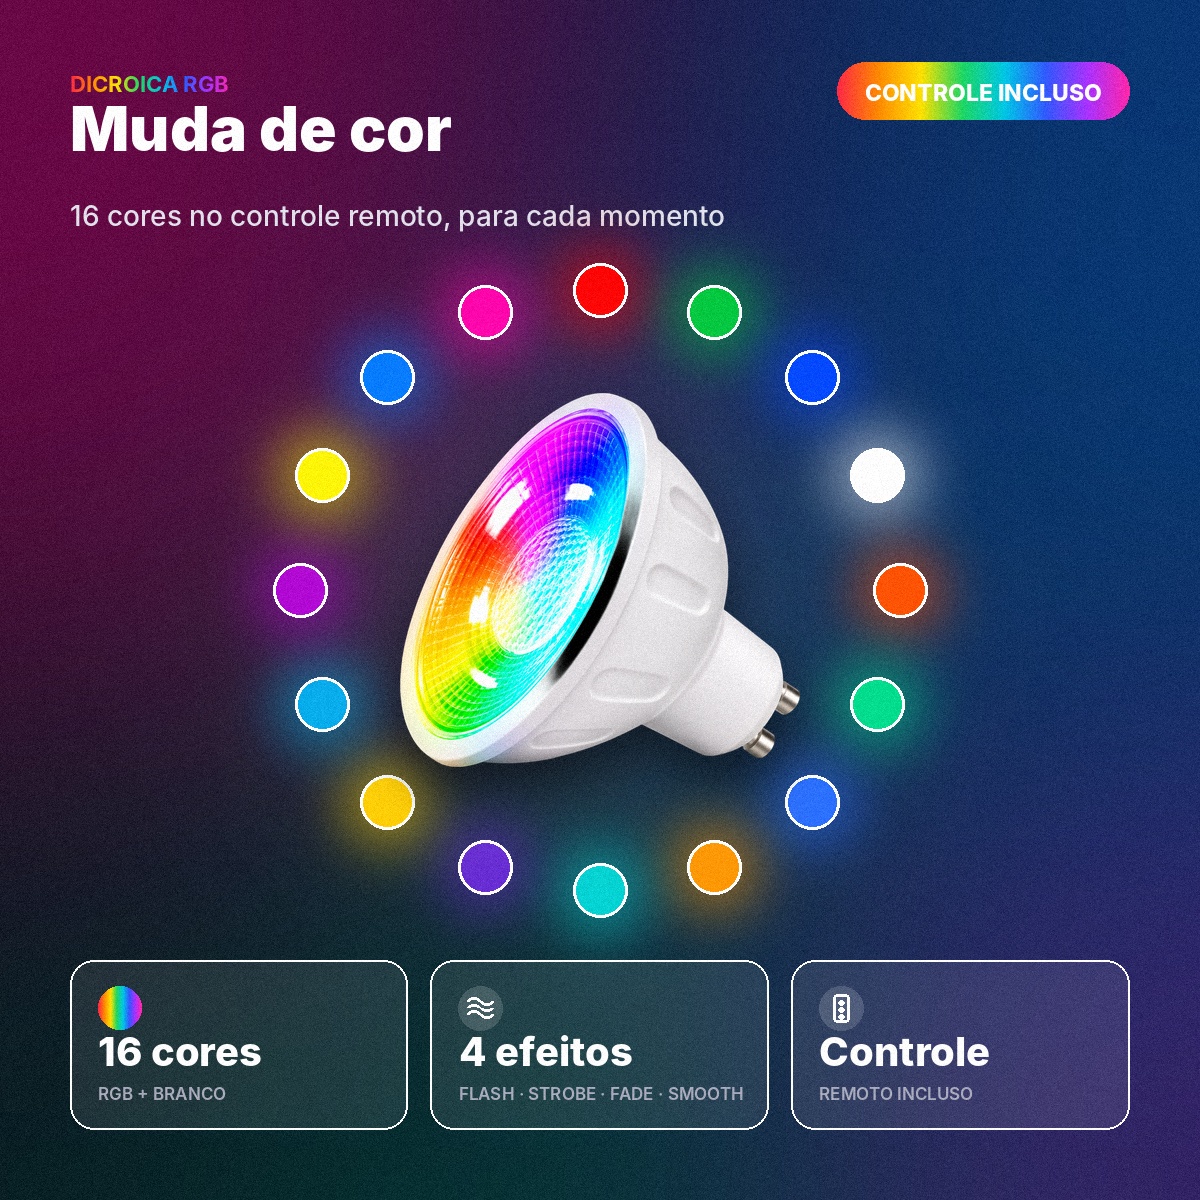 DICROICA RGB
Muda de cor
CONTROLE INCLUSO
16 cores no controle remoto, para cada momento
16 cores
RGB + BRANCO
4 efeitos
FLASH · STROBE · FADE · SMOOTH
Controle
REMOTO INCLUSO